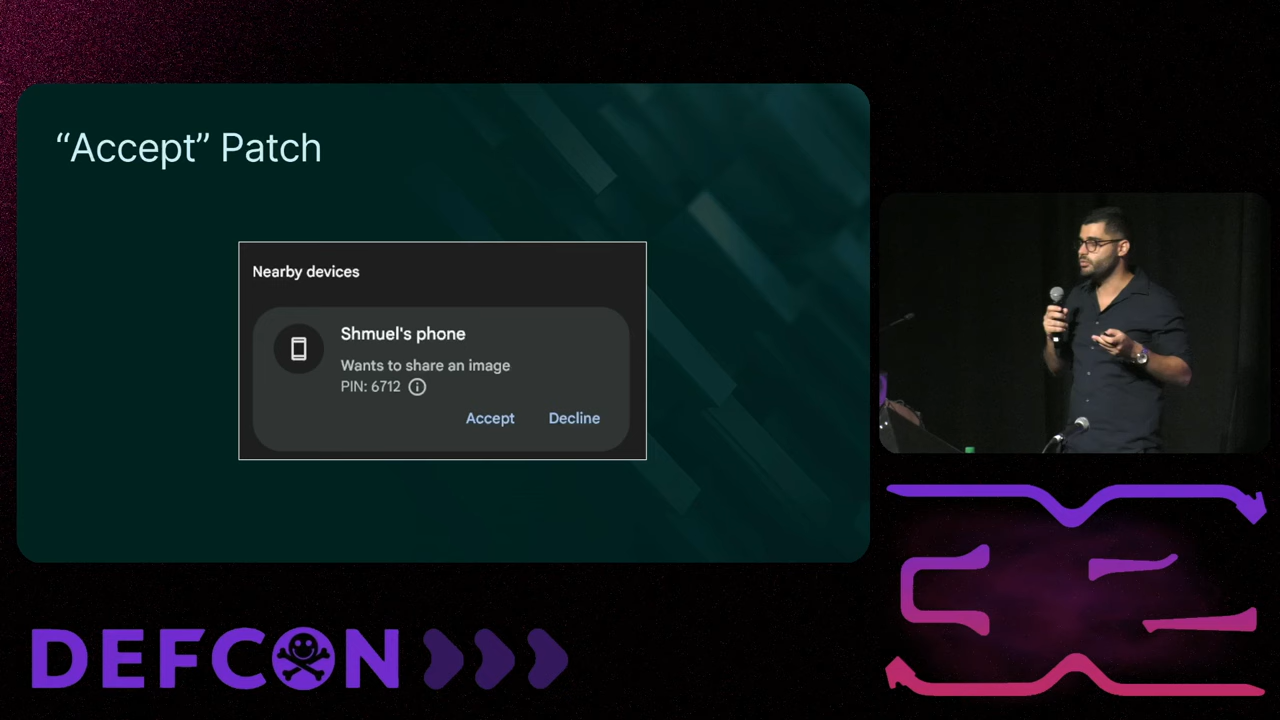 “Accept” Patch
Nearby devices
Shmuel's phone
Wants to share an image
PIN: 6712
Accept Decline
DEFCON